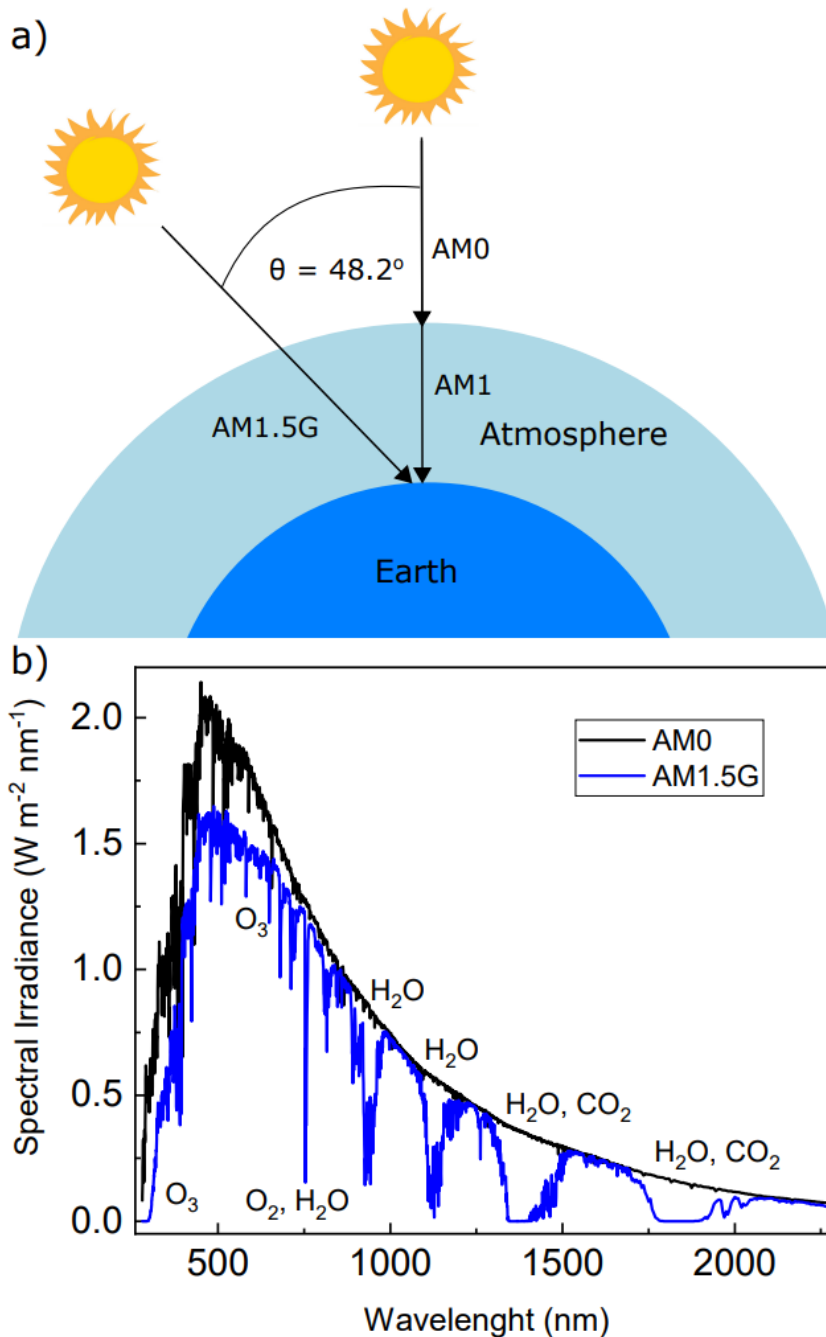 a)
AM0
θ = 48.2°
AM1
AM1.5G
Atmosphere
Earth
b)
Spectral Irradiance (W m⁻² nm⁻¹)
2.0
1.5
1.0
0.5
0.0
AM0
AM1.5G
O₃
H₂O
H₂O
H₂O, CO₂
H₂O, CO₂
O₃
O₂, H₂O
500
1000
1500
2000
Wavelenght (nm)